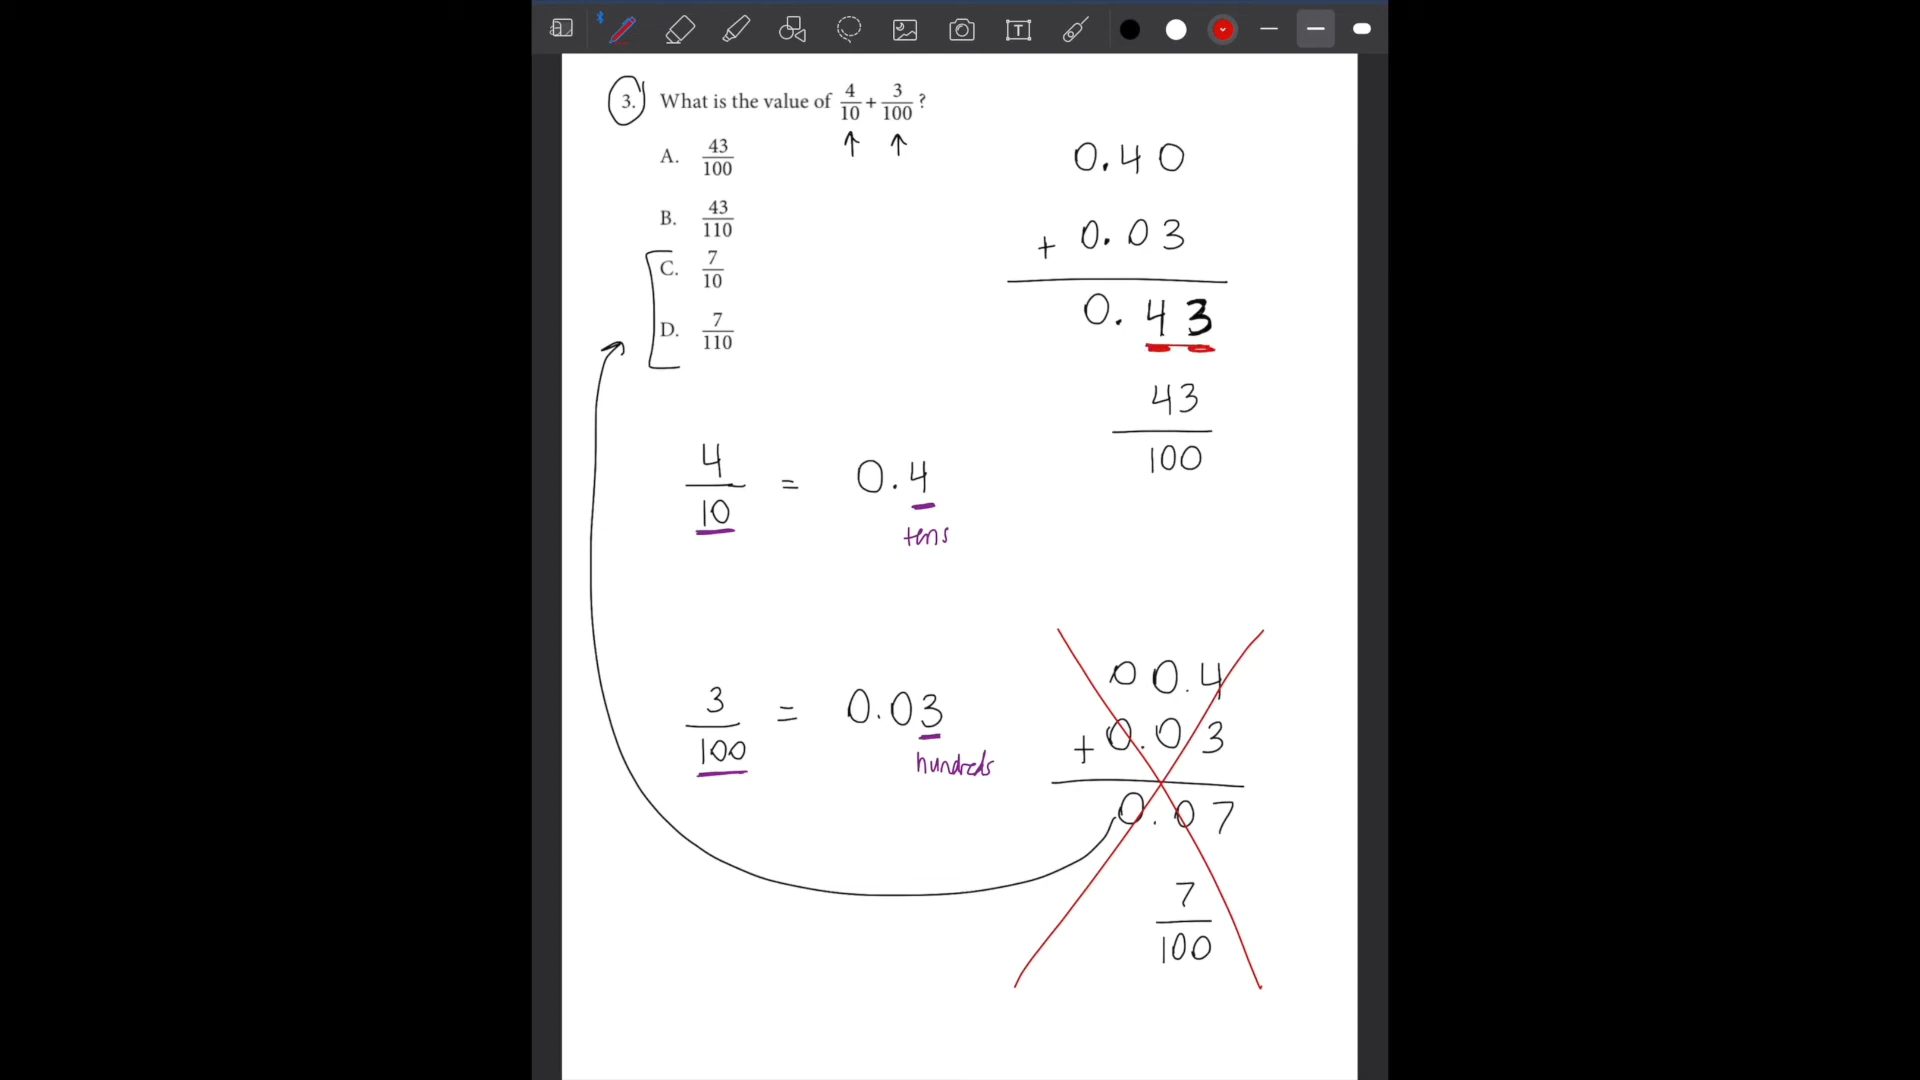 3. What is the value of 4/10 + 3/100 ?
A. 43/100
B. 43/110
C. 7/10
D. 7/110
0.40
+ 0.03
0.43
43
100
4/10 = 0.4
tens
3/100 = 0.03
hundreds
00.4
+0.03
0.07
7
100
T